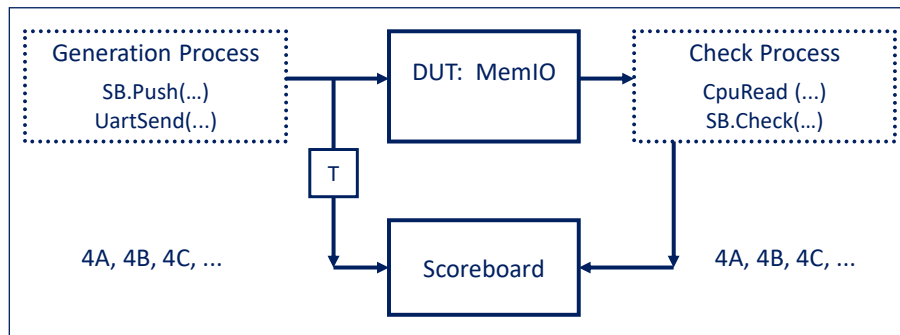 Generation Process
SB.Push(…)
UartSend(...)
DUT: MemIO
Check Process
CpuRead (...)
SB.Check(…)
T
4A, 4B, 4C, ...
Scoreboard
4A, 4B, 4C, ...